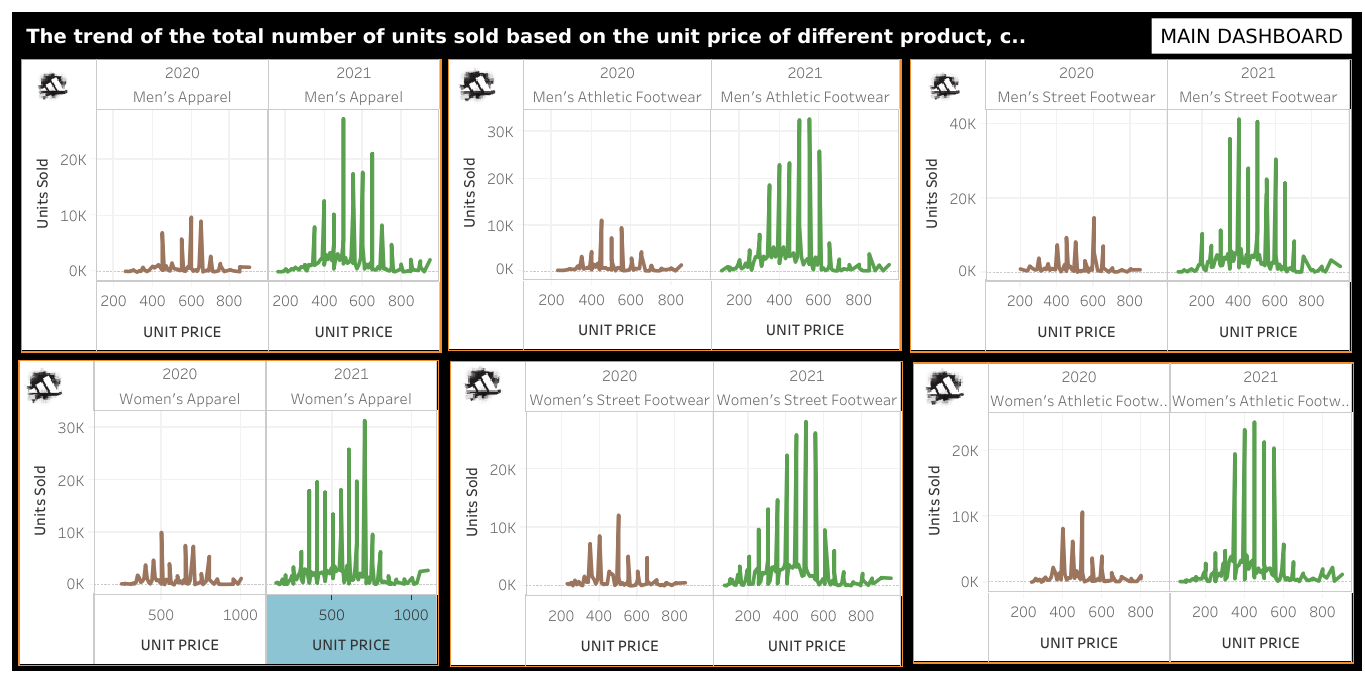 The trend of the total number of units sold based on the unit price of different product, c..
MAIN DASHBOARD
2020 2021
Men's Apparel Men's Apparel
Units Sold
20K
10K
0K
200 400 600 800 200 400 600 800
UNIT PRICE UNIT PRICE
2020 2021
Men's Athletic Footwear Men's Athletic Footwear
Units Sold
30K
20K
10K
0K
200 400 600 800 200 400 600 800
UNIT PRICE UNIT PRICE
2020 2021
Men's Street Footwear Men's Street Footwear
Units Sold
40K
20K
0K
200 400 600 800 200 400 600 800
UNIT PRICE UNIT PRICE
2020 2021
Women's Apparel Women's Apparel
Units Sold
30K
20K
10K
0K
500 1000 500 1000
UNIT PRICE UNIT PRICE
2020 2021
Women's Street Footwear Women's Street Footwear
Units Sold
20K
10K
0K
200 400 600 800 200 400 600 800
UNIT PRICE UNIT PRICE
2020 2021
Women's Athletic Footw.. Women's Athletic Footw..
Units Sold
20K
10K
0K
200 400 600 800 200 400 600 800
UNIT PRICE UNIT PRICE